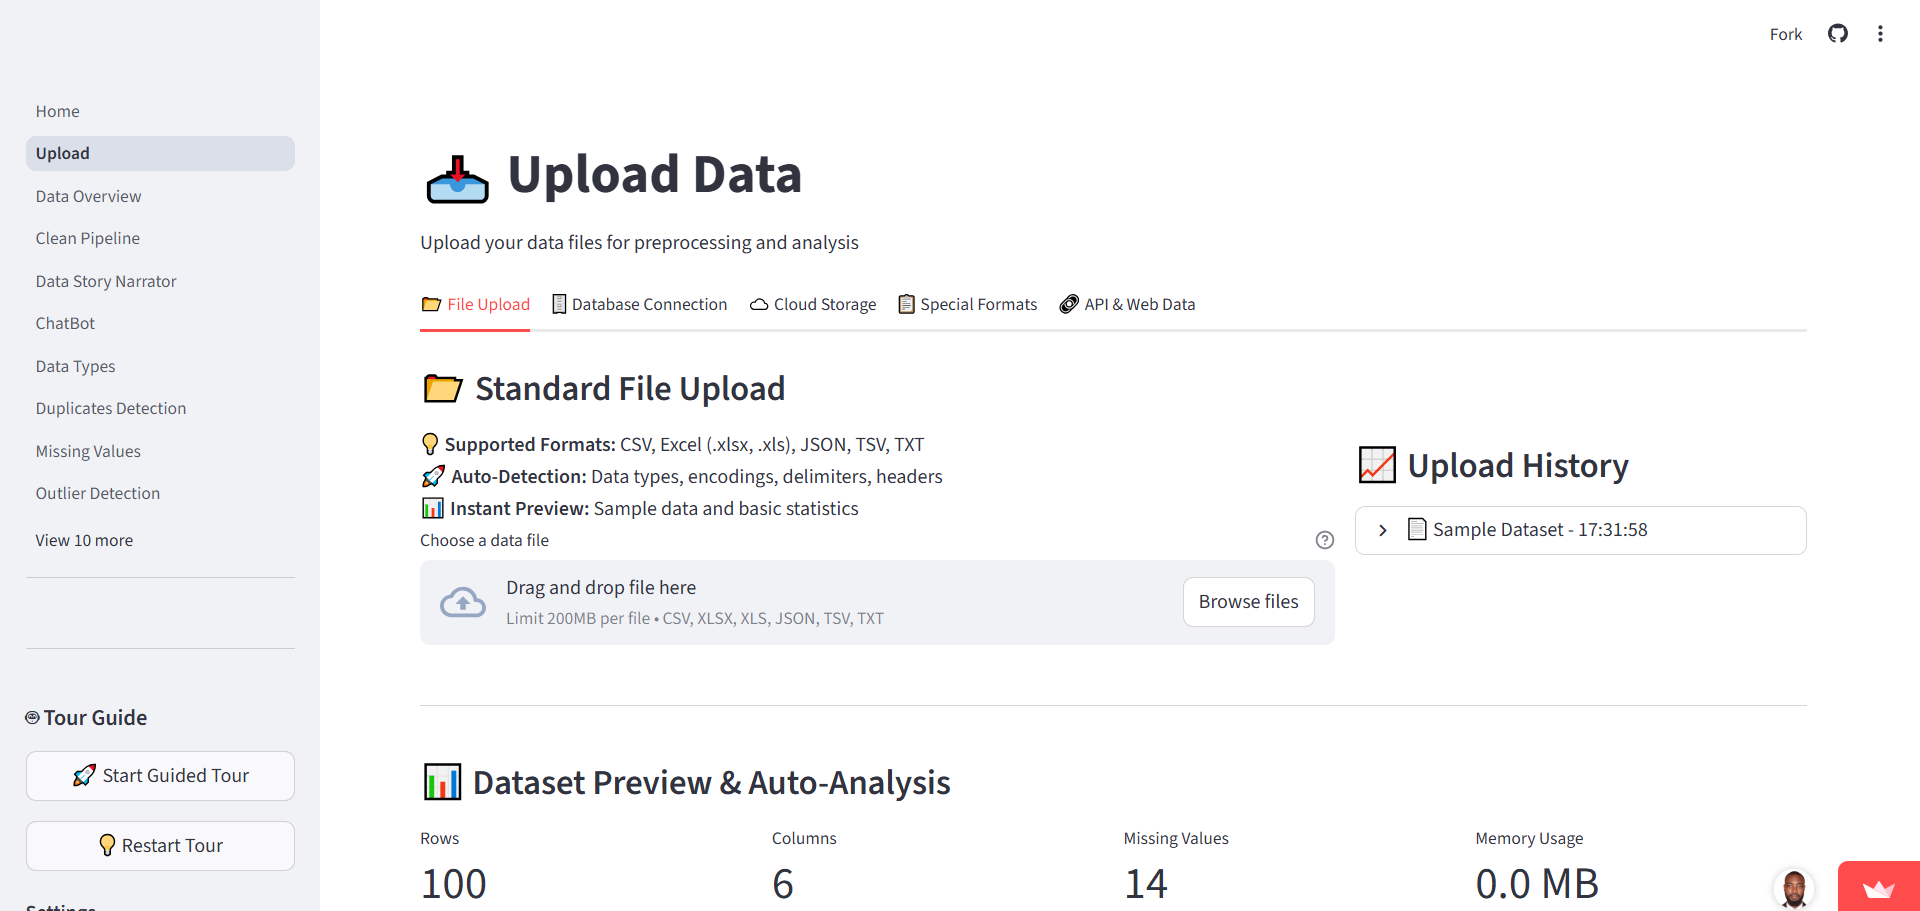 Fork
Home
Upload
Data Overview
Clean Pipeline
Data Story Narrator
ChatBot
Data Types
Duplicates Detection
Missing Values
Outlier Detection
View 10 more
Tour Guide
Start Guided Tour
Restart Tour
Settings
Upload Data
Upload your data files for preprocessing and analysis
File Upload
Database Connection
Cloud Storage
Special Formats
API & Web Data
Standard File Upload
Supported Formats: CSV, Excel (.xlsx, .xls), JSON, TSV, TXT
Auto-Detection: Data types, encodings, delimiters, headers
Instant Preview: Sample data and basic statistics
Choose a data file
Drag and drop file here
Limit 200MB per file • CSV, XLSX, XLS, JSON, TSV, TXT
Browse files
Upload History
Sample Dataset - 17:31:58
Dataset Preview & Auto-Analysis
Rows
100
Columns
6
Missing Values
14
Memory Usage
0.0 MB